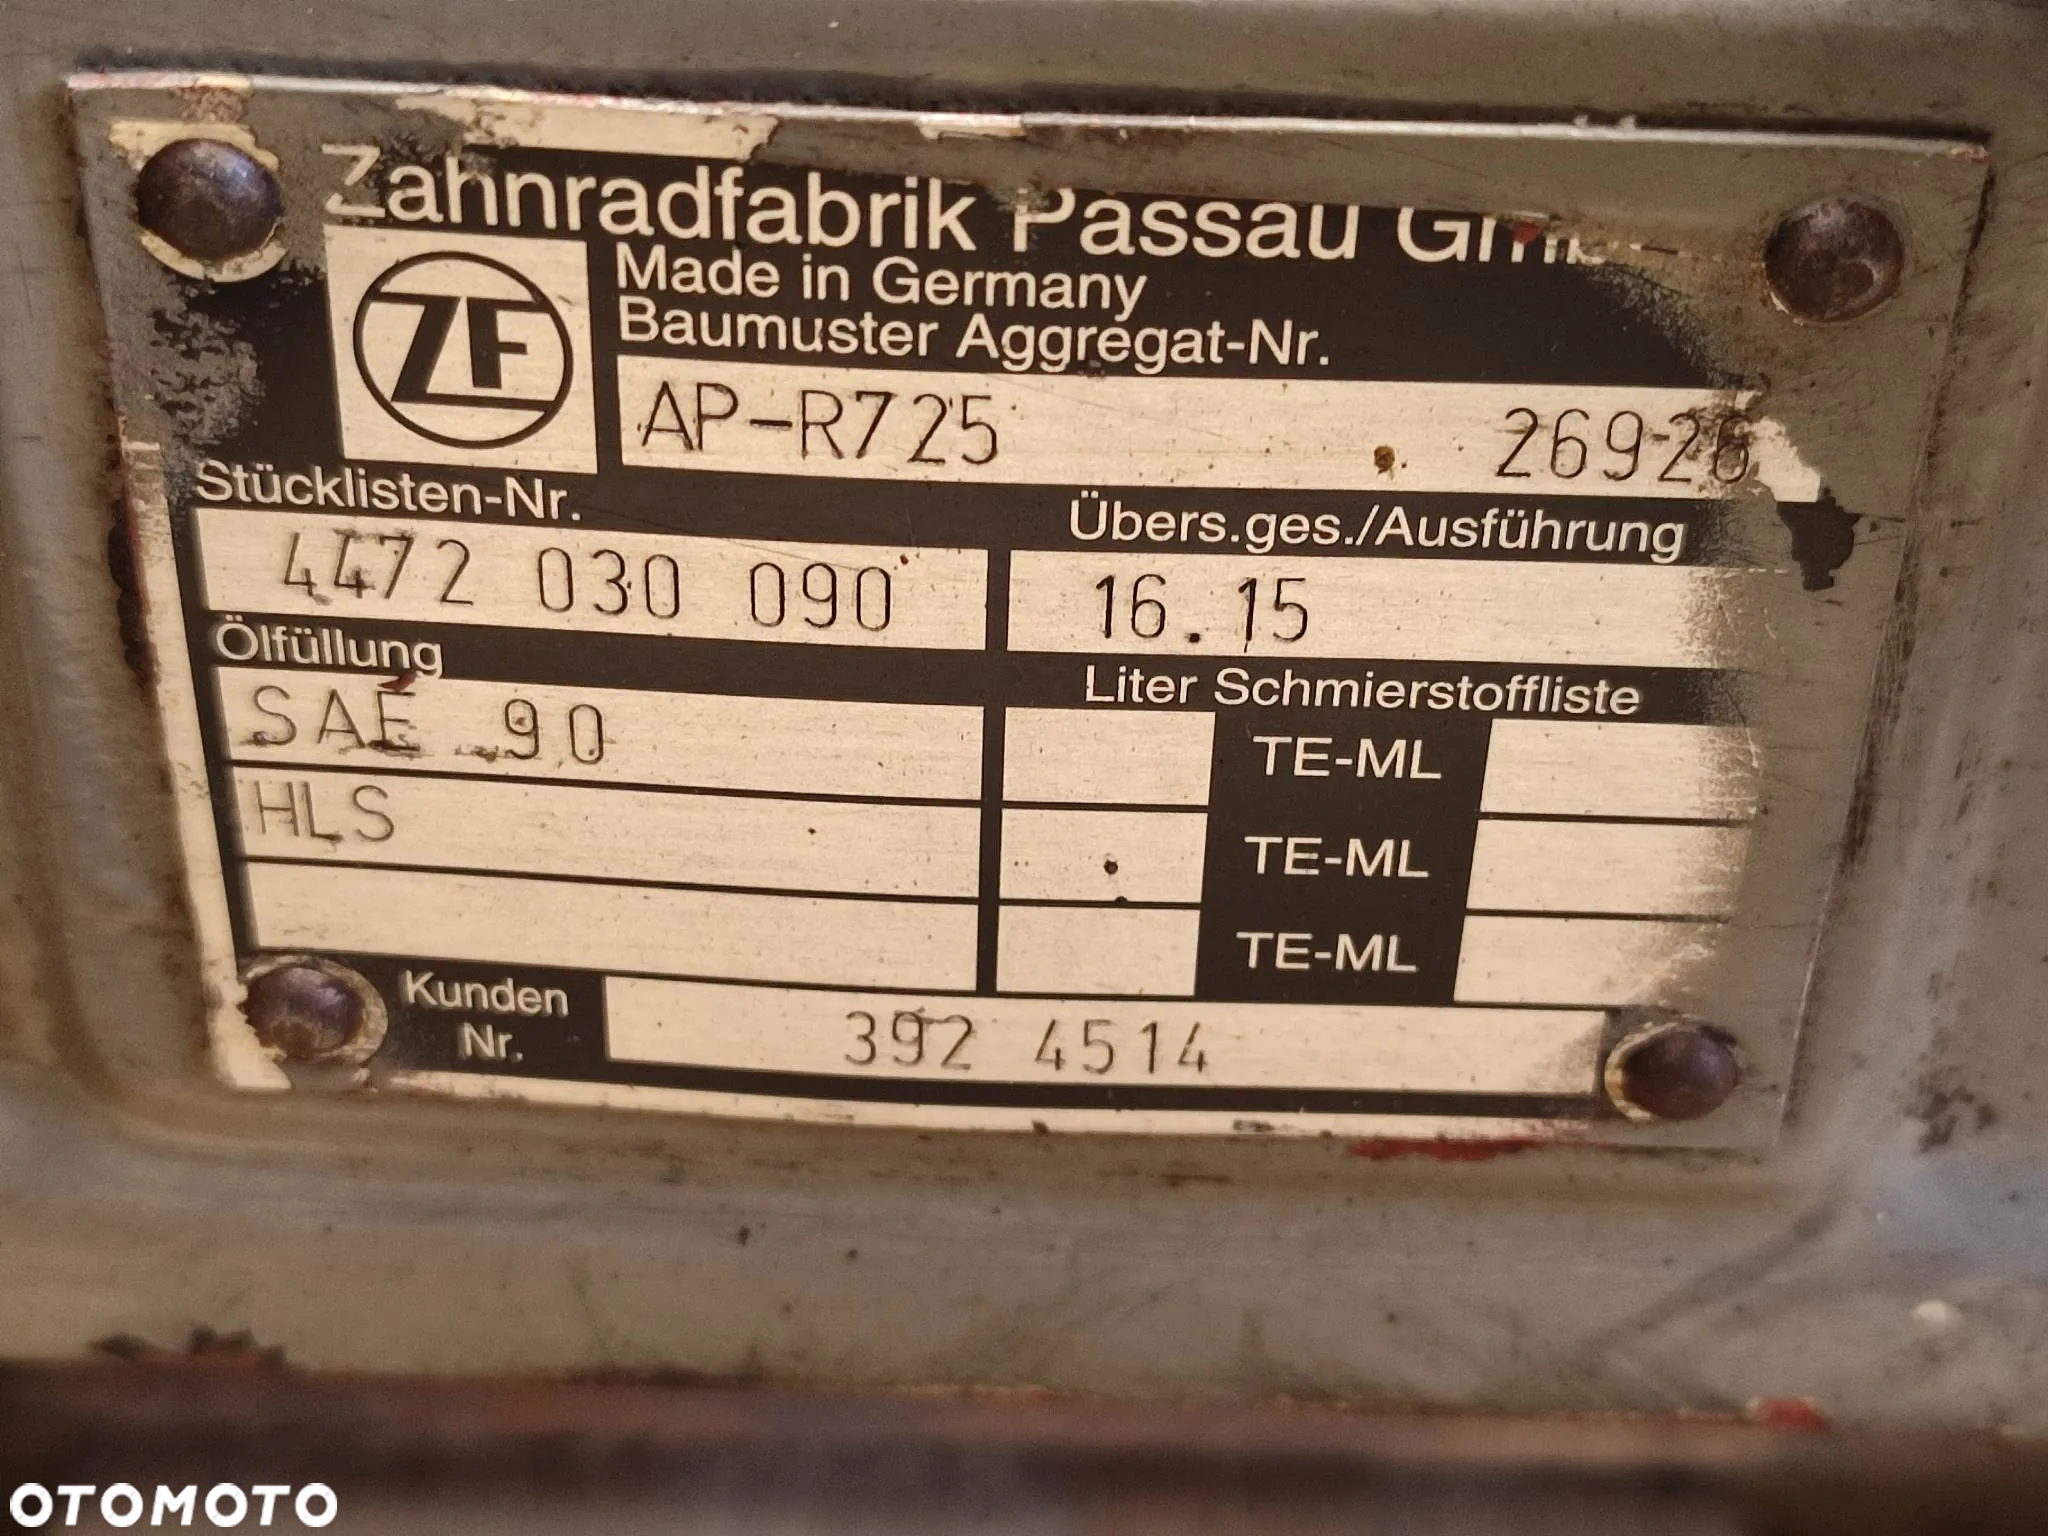 Zahnradfabrik Passau GmbH
ZF
Made in Germany
Baumuster Aggregat-Nr.
AP-R725 26926
Stücklisten-Nr. Übers.ges./Ausführung
4472 030 090 16.15
Ölfüllung Liter Schmierstoffliste
SAE 90 TE-ML
HLS TE-ML
TE-ML
Kunden
Nr. 392 4514
OTOMOTO